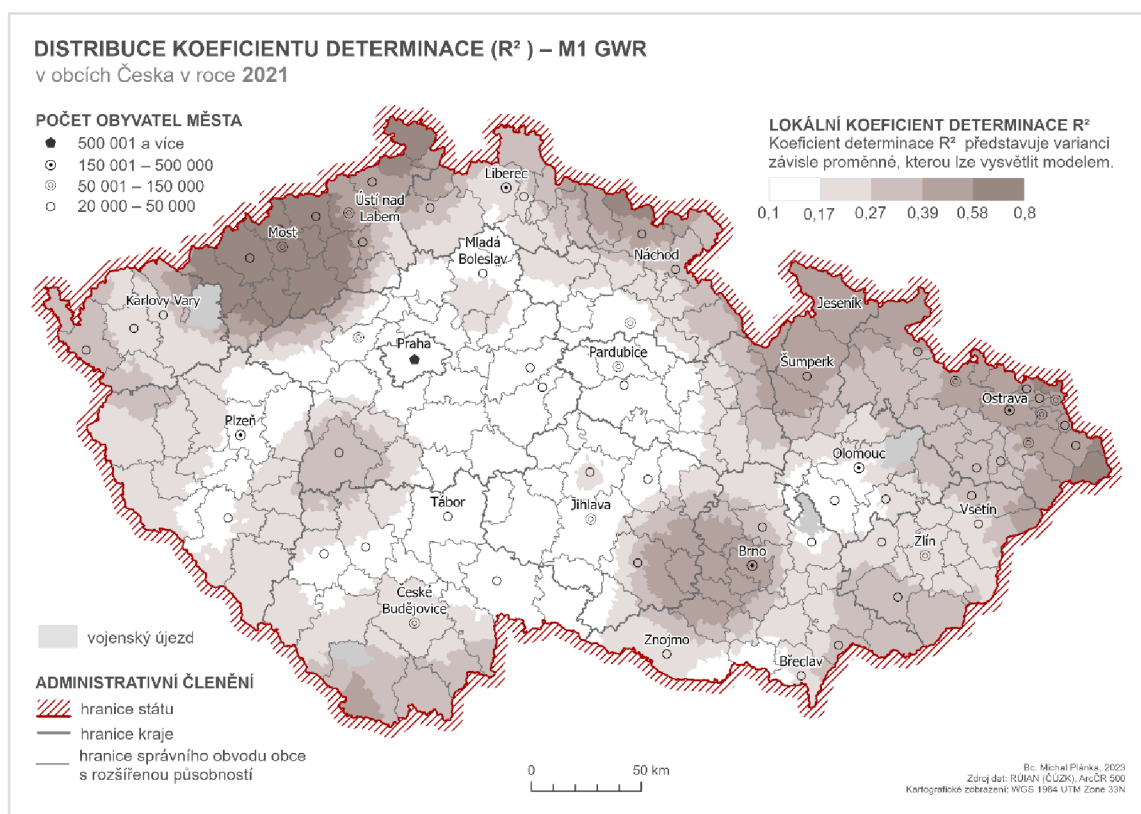 DISTRIBUCE KOEFICIENTU DETERMINACE (R² ) – M1 GWR
v obcích Česka v roce 2021
POČET OBYVATEL MĚSTA
500 001 a více
150 001 – 500 000
50 001 – 150 000
20 000 – 50 000
LOKÁLNÍ KOEFICIENT DETERMINACE R²
Koeficient determinace R² představuje varianci
závisle proměnné, kterou lze vysvětlit modelem.
0,1 0,17 0,27 0,39 0,58 0,8
Liberec
Ústí nad
Labem
Most
Mladá
Boleslav
Náchod
Karlovy Vary
Jeseník
Praha
Pardubice
Šumperk
Ostrava
Plzeň
Olomouc
Tábor
Jihlava
Vsetín
Brno
Zlín
České
Budějovice
Znojmo
Břeclav
vojenský újezd
ADMINISTRATIVNÍ ČLENĚNÍ
hranice státu
hranice kraje
hranice správního obvodu obce
s rozšířenou působností
0 50 km
Bc. Michal Plánka, 2023
Zdroj dat: RÚIAN (ČÚZK), ArcČR 500
Kartografické zobrazení: WGS 1984 UTM Zone 33N